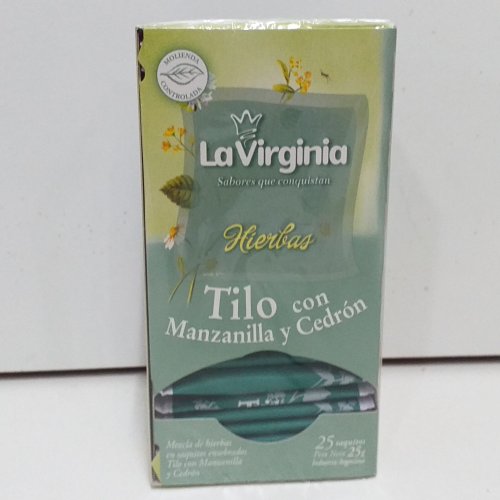 MOLIENDA
CONTROLADA
La Virginia
Sabores que conquistan
Hierbas
Tilo con
Manzanilla y Cedrón
Mezcla de hierbas
en saquitos ensobrados
Tilo con Manzanilla
y Cedrón
25 saquitos
Peso Neto 25g
Industria Argentina